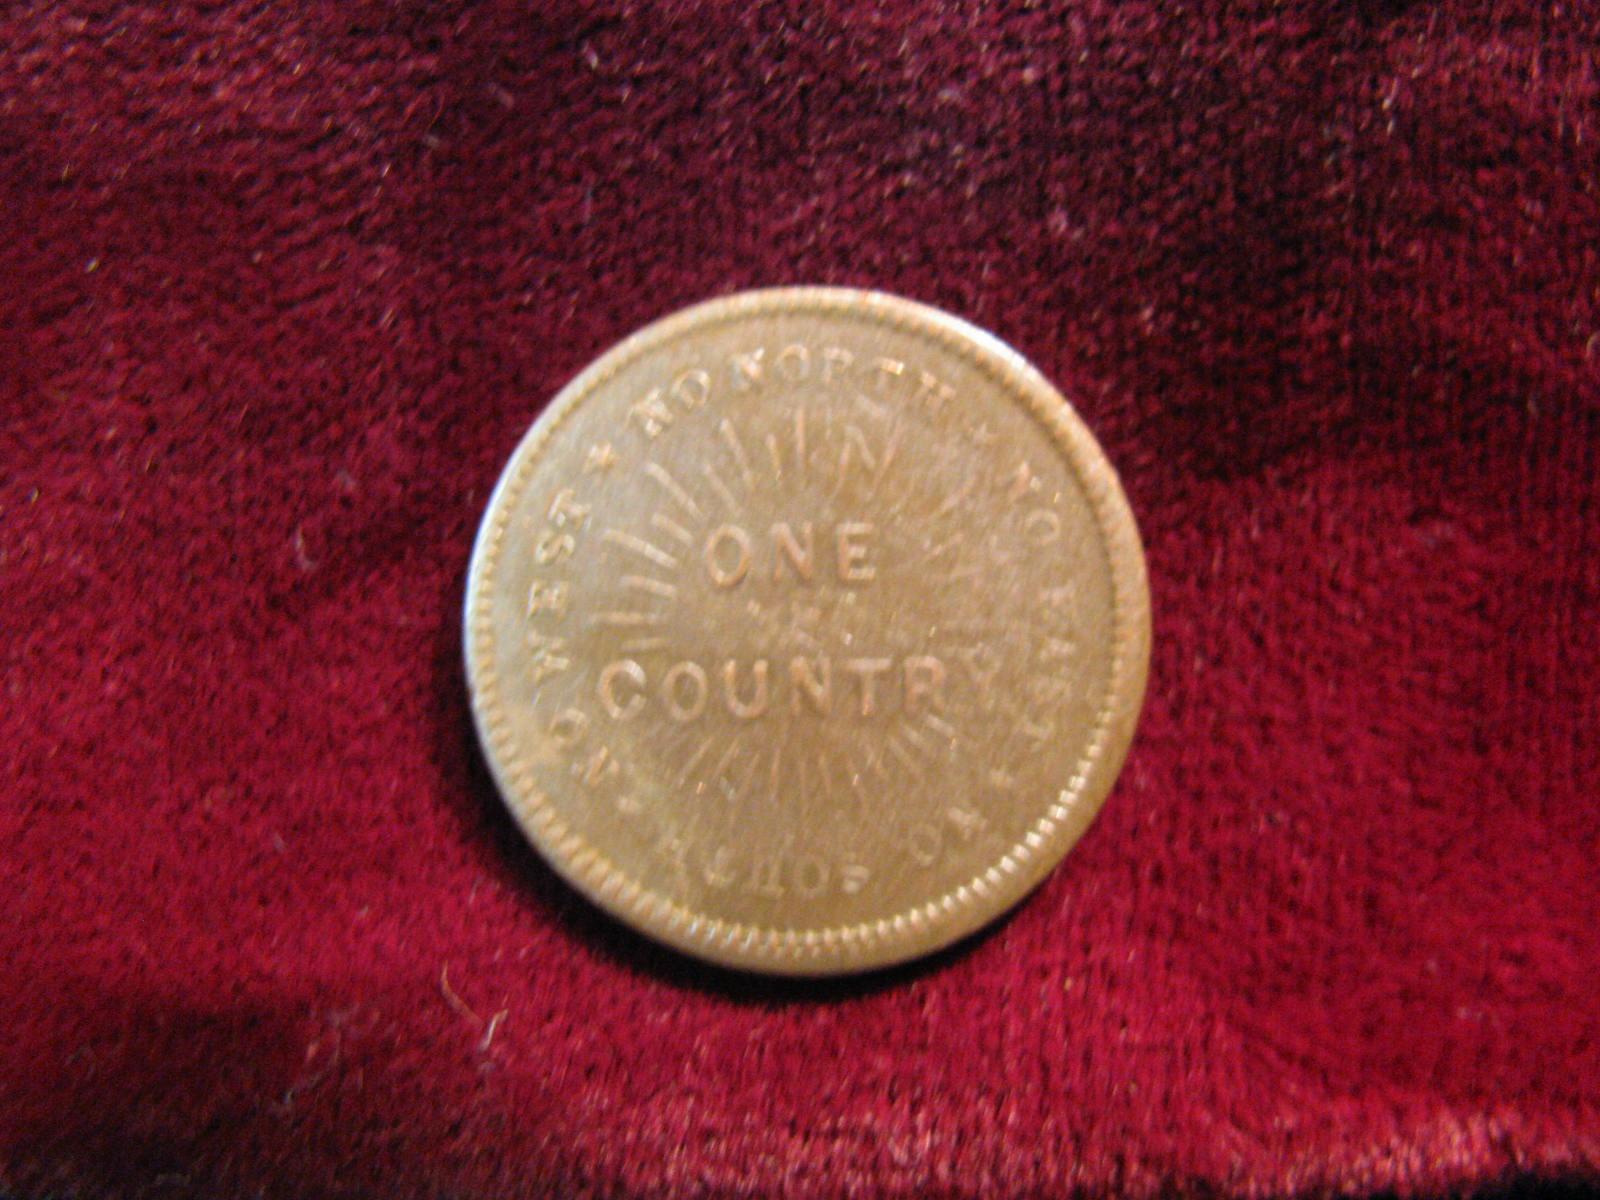 NO NORTH
NO EAST
NO SOUTH
NO WEST
ONE
COUNTRY